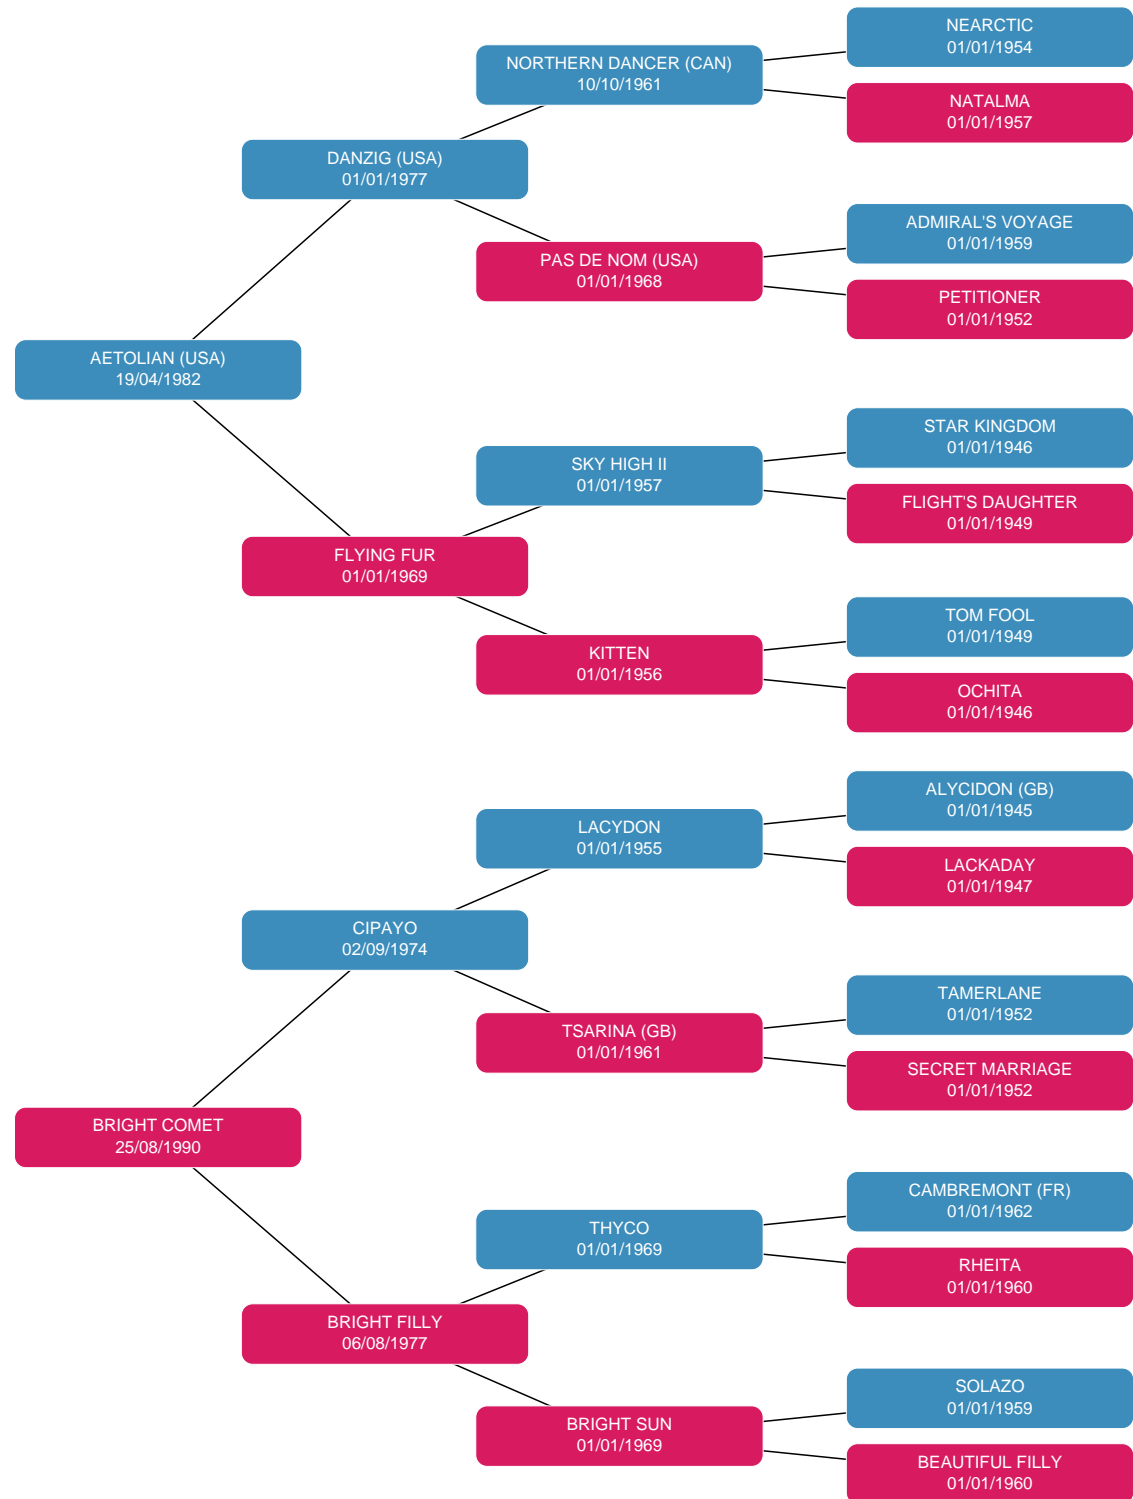 NEARCTIC
01/01/1954
NORTHERN DANCER (CAN)
10/10/1961
NATALMA
01/01/1957
DANZIG (USA)
01/01/1977
ADMIRAL'S VOYAGE
01/01/1959
PAS DE NOM (USA)
01/01/1968
PETITIONER
01/01/1952
AETOLIAN (USA)
19/04/1982
STAR KINGDOM
01/01/1946
SKY HIGH II
01/01/1957
FLIGHT'S DAUGHTER
01/01/1949
FLYING FUR
01/01/1969
TOM FOOL
01/01/1949
KITTEN
01/01/1956
OCHITA
01/01/1946
ALYCIDON (GB)
01/01/1945
LACYDON
01/01/1955
LACKADAY
01/01/1947
CIPAYO
02/09/1974
TAMERLANE
01/01/1952
TSARINA (GB)
01/01/1961
SECRET MARRIAGE
01/01/1952
BRIGHT COMET
25/08/1990
CAMBREMONT (FR)
01/01/1962
THYCO
01/01/1969
RHEITA
01/01/1960
BRIGHT FILLY
06/08/1977
SOLAZO
01/01/1959
BRIGHT SUN
01/01/1969
BEAUTIFUL FILLY
01/01/1960